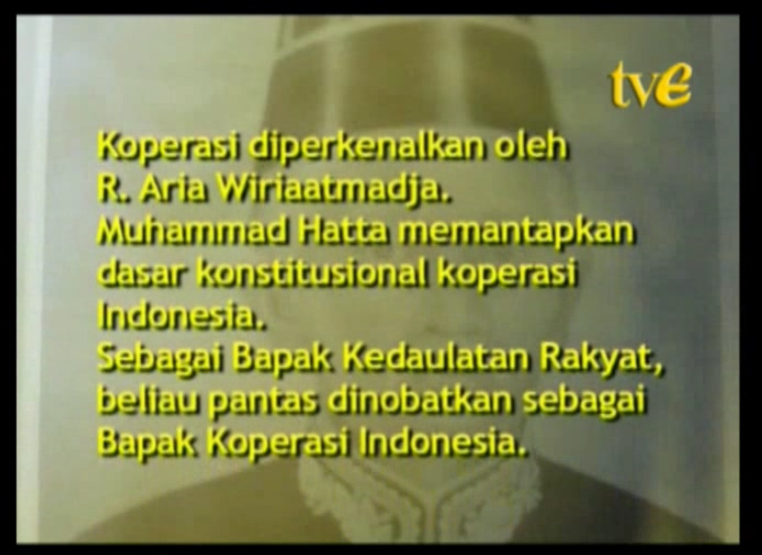 tve
Koperasi diperkenalkan oleh
R. Aria Wiriaatmadja.
Muhammad Hatta memantapkan
dasar konstitusional koperasi
Indonesia.
Sebagai Bapak Kedaulatan Rakyat,
beliau pantas dinobatkan sebagai
Bapak Koperasi Indonesia.